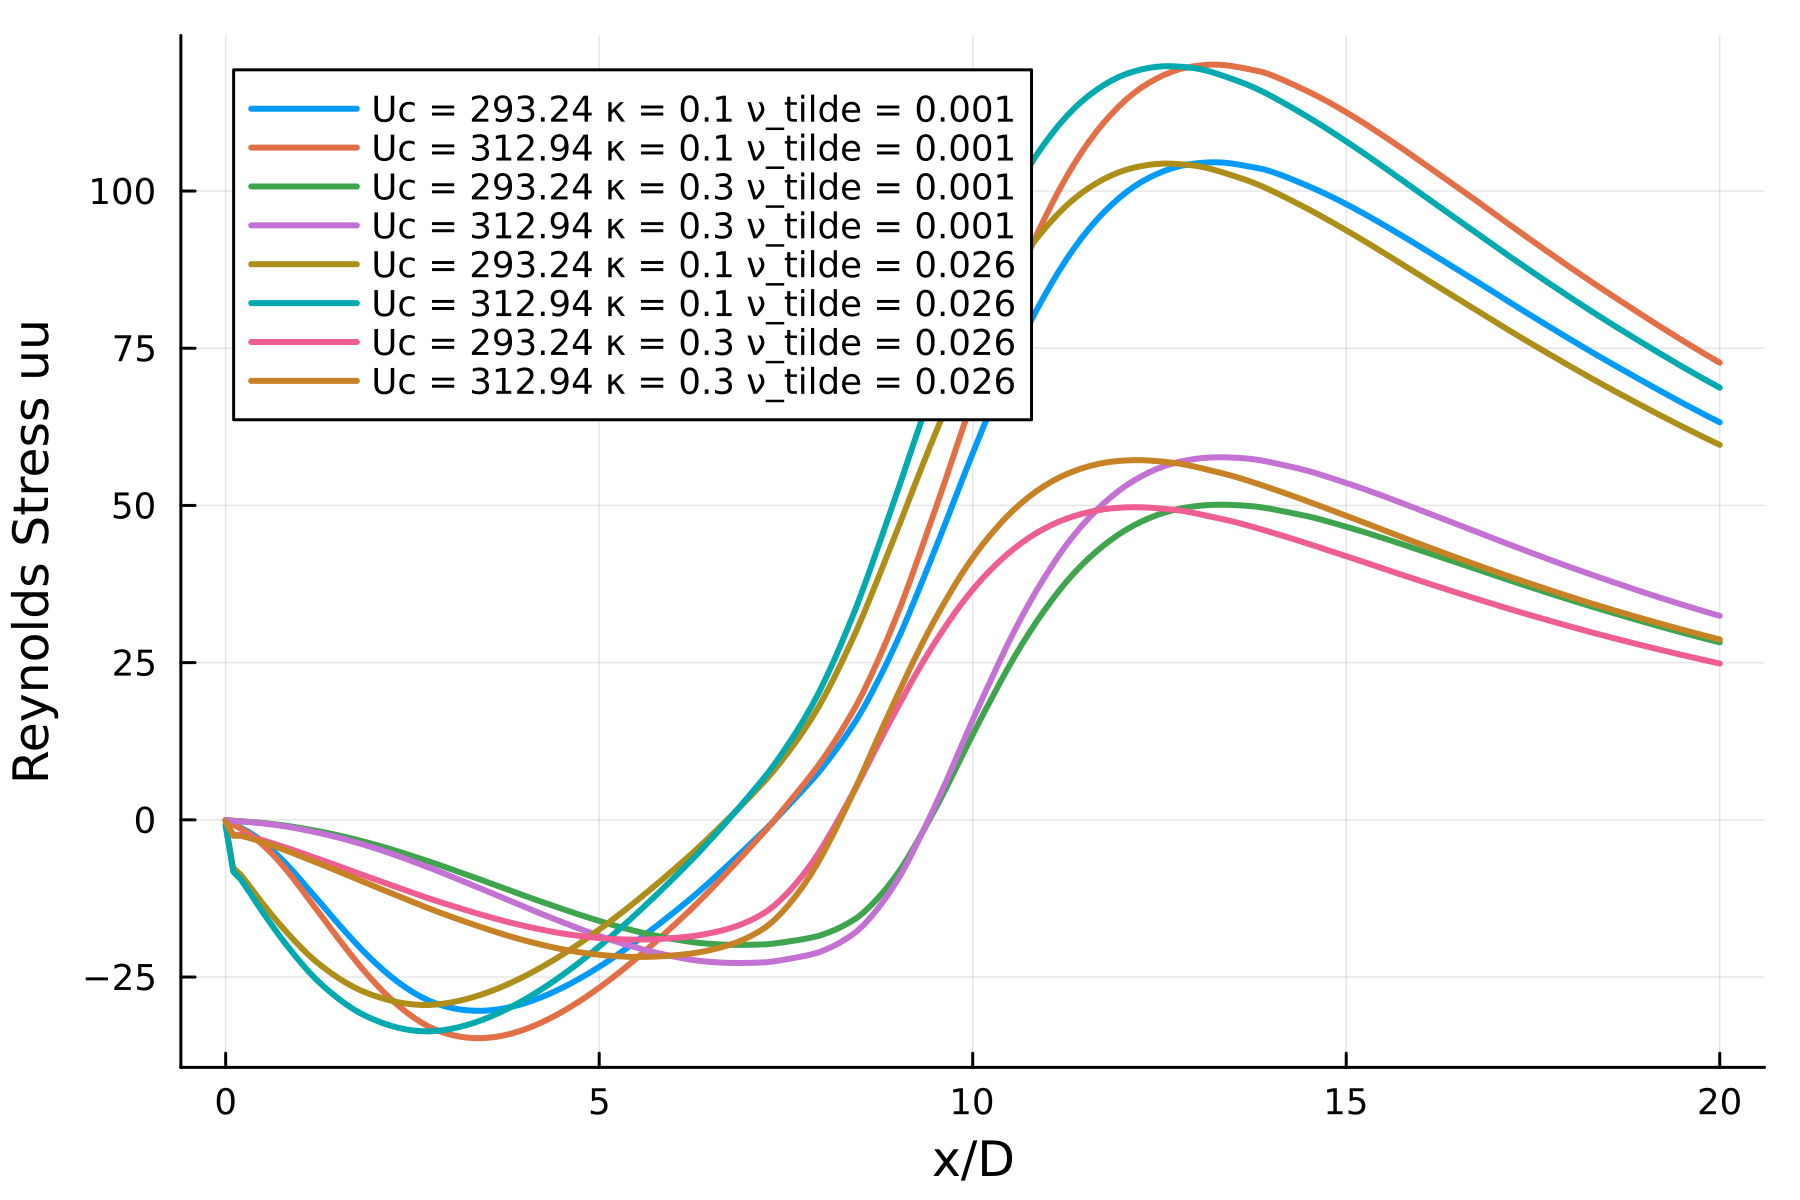 Uc = 293.24 κ = 0.1 ν_tilde = 0.001
Uc = 312.94 κ = 0.1 ν_tilde = 0.001
Uc = 293.24 κ = 0.3 ν_tilde = 0.001
Uc = 312.94 κ = 0.3 ν_tilde = 0.001
Uc = 293.24 κ = 0.1 ν_tilde = 0.026
Uc = 312.94 κ = 0.1 ν_tilde = 0.026
Uc = 293.24 κ = 0.3 ν_tilde = 0.026
Uc = 312.94 κ = 0.3 ν_tilde = 0.026
Reynolds Stress uu
100
75
50
25
0
−25
0 5 10 15 20
x/D